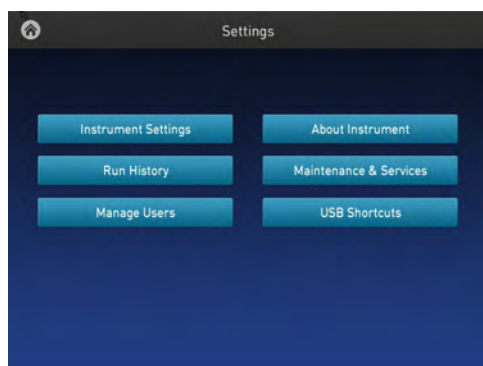 Settings
Instrument Settings
About Instrument
Run History
Maintenance & Services
Manage Users
USB Shortcuts